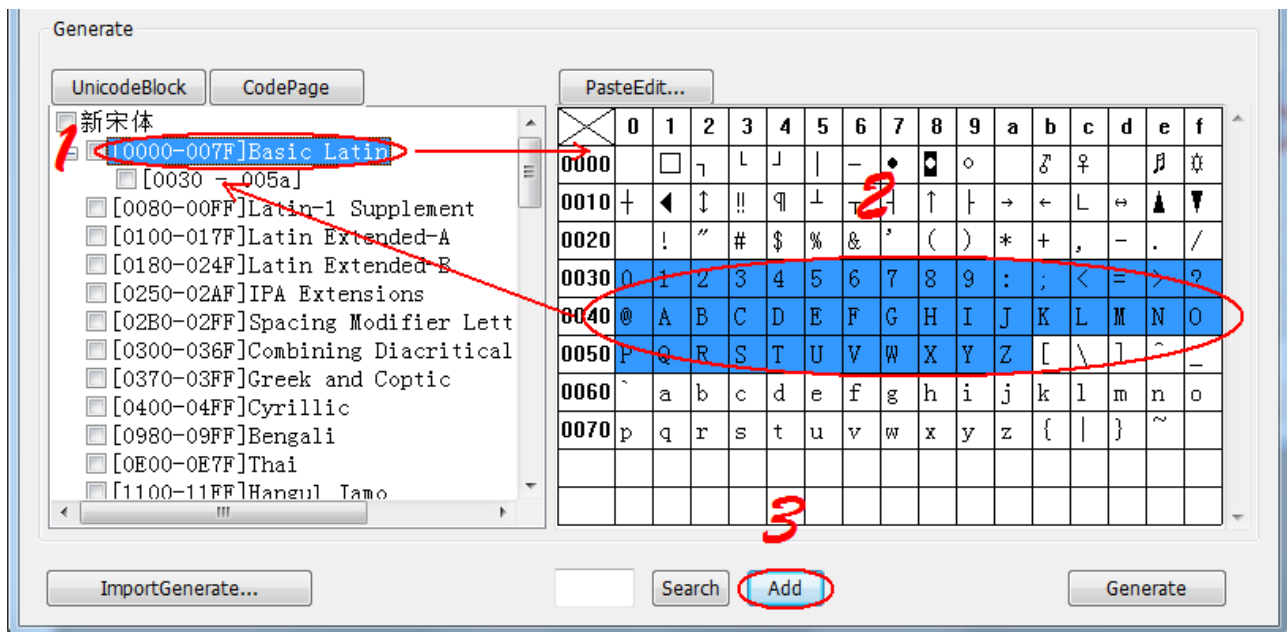 Generate
UnicodeBlock CodePage PasteEdit...
新宋体
[0000-007F]Basic Latin
[0030 - 005a]
[0080-00FF]Latin-1 Supplement
[0100-017F]Latin Extended-A
[0180-024F]Latin Extended-B
[0250-02AF]IPA Extensions
[02B0-02FF]Spacing Modifier Lett
[0300-036F]Combining Diacritical
[0370-03FF]Greek and Coptic
[0400-04FF]Cyrillic
[0980-09FF]Bengali
[0E00-0E7F]Thai
[1100-11FF]Hangul Jamo
1
0 1 2 3 4 5 6 7 8 9 a b c d e f
0000 □ ┐ └ ┘ │ ─ • ◘ ○ ♂ ♀ ♬ ☼
0010 ┼ ◄ ↕ ‼ ¶ ┴ ┬ ┤ ↑ ├ → ← ∟ ↔ ▲ ▼
2
0020 ! " # $ % & ' ( ) * + , - . /
0030 0 1 2 3 4 5 6 7 8 9 : ; < = > ?
0040 @ A B C D E F G H I J K L M N O
0050 P Q R S T U V W X Y Z [ \ ] ^ _
0060 ` a b c d e f g h i j k l m n o
0070 p q r s t u v w x y z { | } ~
3
ImportGenerate... Search Add Generate